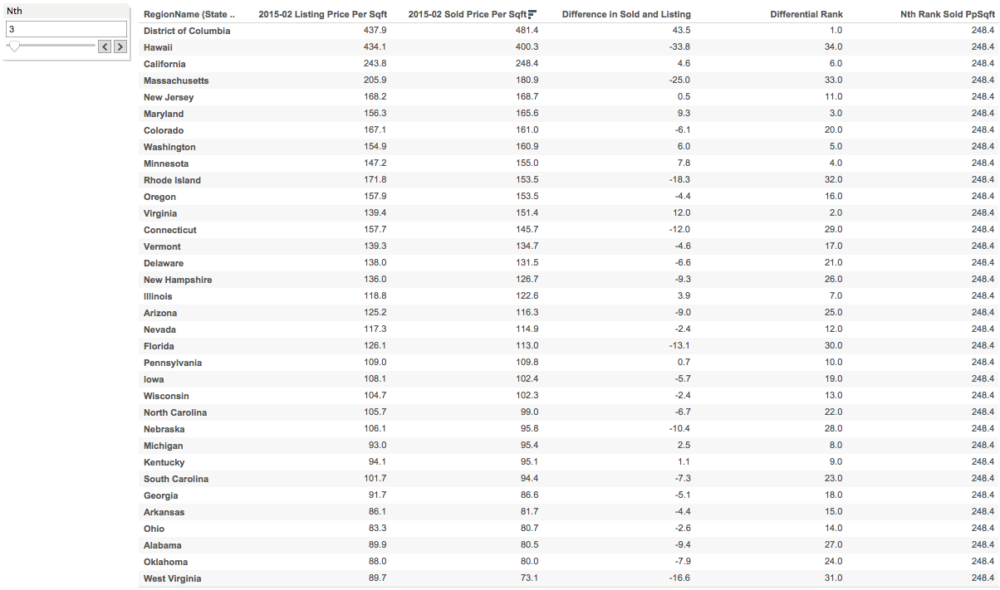 Nth
3
RegionName (State .. 2015-02 Listing Price Per Sqft 2015-02 Sold Price Per Sqft Difference in Sold and Listing Differential Rank Nth Rank Sold PpSqft
District of Columbia 437.9 481.4 43.5 1.0 248.4
Hawaii 434.1 400.3 -33.8 34.0 248.4
California 243.8 248.4 4.6 6.0 248.4
Massachusetts 205.9 180.9 -25.0 33.0 248.4
New Jersey 168.2 168.7 0.5 11.0 248.4
Maryland 156.3 165.6 9.3 3.0 248.4
Colorado 167.1 161.0 -6.1 20.0 248.4
Washington 154.9 160.9 6.0 5.0 248.4
Minnesota 147.2 155.0 7.8 4.0 248.4
Rhode Island 171.8 153.5 -18.3 32.0 248.4
Oregon 157.9 153.5 -4.4 16.0 248.4
Virginia 139.4 151.4 12.0 2.0 248.4
Connecticut 157.7 145.7 -12.0 29.0 248.4
Vermont 139.3 134.7 -4.6 17.0 248.4
Delaware 138.0 131.5 -6.6 21.0 248.4
New Hampshire 136.0 126.7 -9.3 26.0 248.4
Illinois 118.8 122.6 3.9 7.0 248.4
Arizona 125.2 116.3 -9.0 25.0 248.4
Nevada 117.3 114.9 -2.4 12.0 248.4
Florida 126.1 113.0 -13.1 30.0 248.4
Pennsylvania 109.0 109.8 0.7 10.0 248.4
Iowa 108.1 102.4 -5.7 19.0 248.4
Wisconsin 104.7 102.3 -2.4 13.0 248.4
North Carolina 105.7 99.0 -6.7 22.0 248.4
Nebraska 106.1 95.8 -10.4 28.0 248.4
Michigan 93.0 95.4 2.5 8.0 248.4
Kentucky 94.1 95.1 1.1 9.0 248.4
South Carolina 101.7 94.4 -7.3 23.0 248.4
Georgia 91.7 86.6 -5.1 18.0 248.4
Arkansas 86.1 81.7 -4.4 15.0 248.4
Ohio 83.3 80.7 -2.6 14.0 248.4
Alabama 89.9 80.5 -9.4 27.0 248.4
Oklahoma 88.0 80.0 -7.9 24.0 248.4
West Virginia 89.7 73.1 -16.6 31.0 248.4